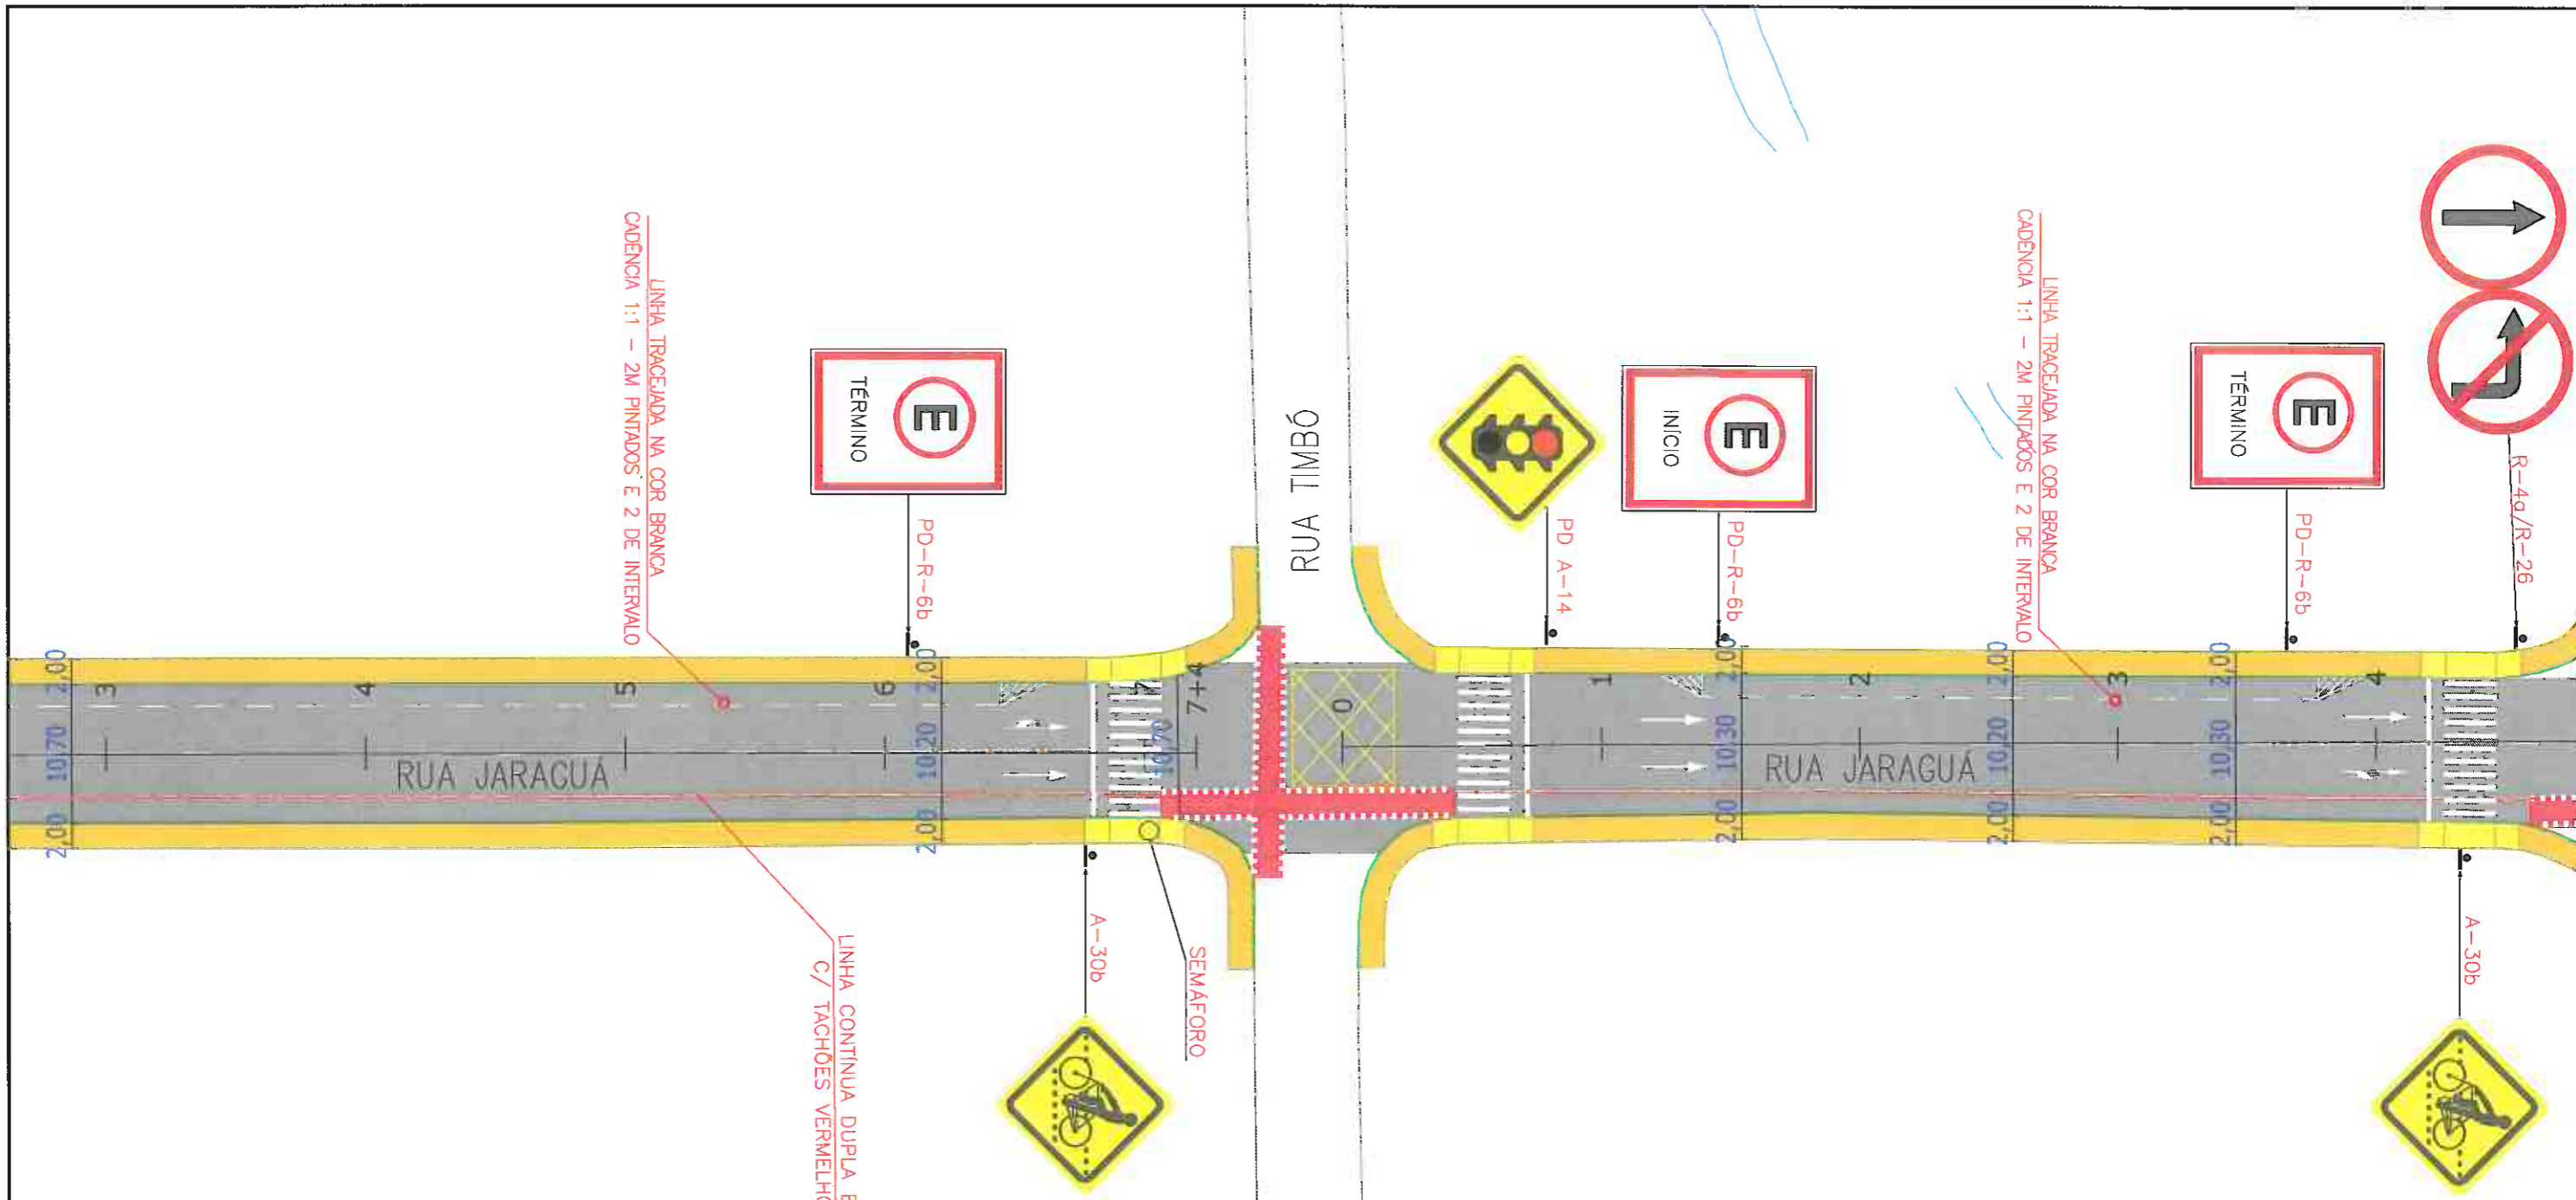 LINHA TRACEJADA NA COR BRANCA
CADÊNCIA 1:1 - 2M PINTADOS E 2 DE INTERVALO
E
TÉRMINO
PD-R-6b
RUA TIMBÓ
PD A-14
E
INÍCIO
PD-R-6b
LINHA TRACEJADA NA COR BRANCA
CADÊNCIA 1:1 - 2M PINTADOS E 2 DE INTERVALO
E
TÉRMINO
PD-R-6b
R-4a/R-26
2,00
3
4
5
6
2,00
7
7+4
0
1
2,00
2
2,00
3
2,00
4
10,70
RUA JARAGUÁ
10,20
10,70
10,30
RUA JARAGUÁ
10,20
10,30
2,00
2,00
2,00
2,00
2,00
LINHA CONTÍNUA DUPLA
C/ TACHÕES
A-30b
SEMÁFORO
A-30b